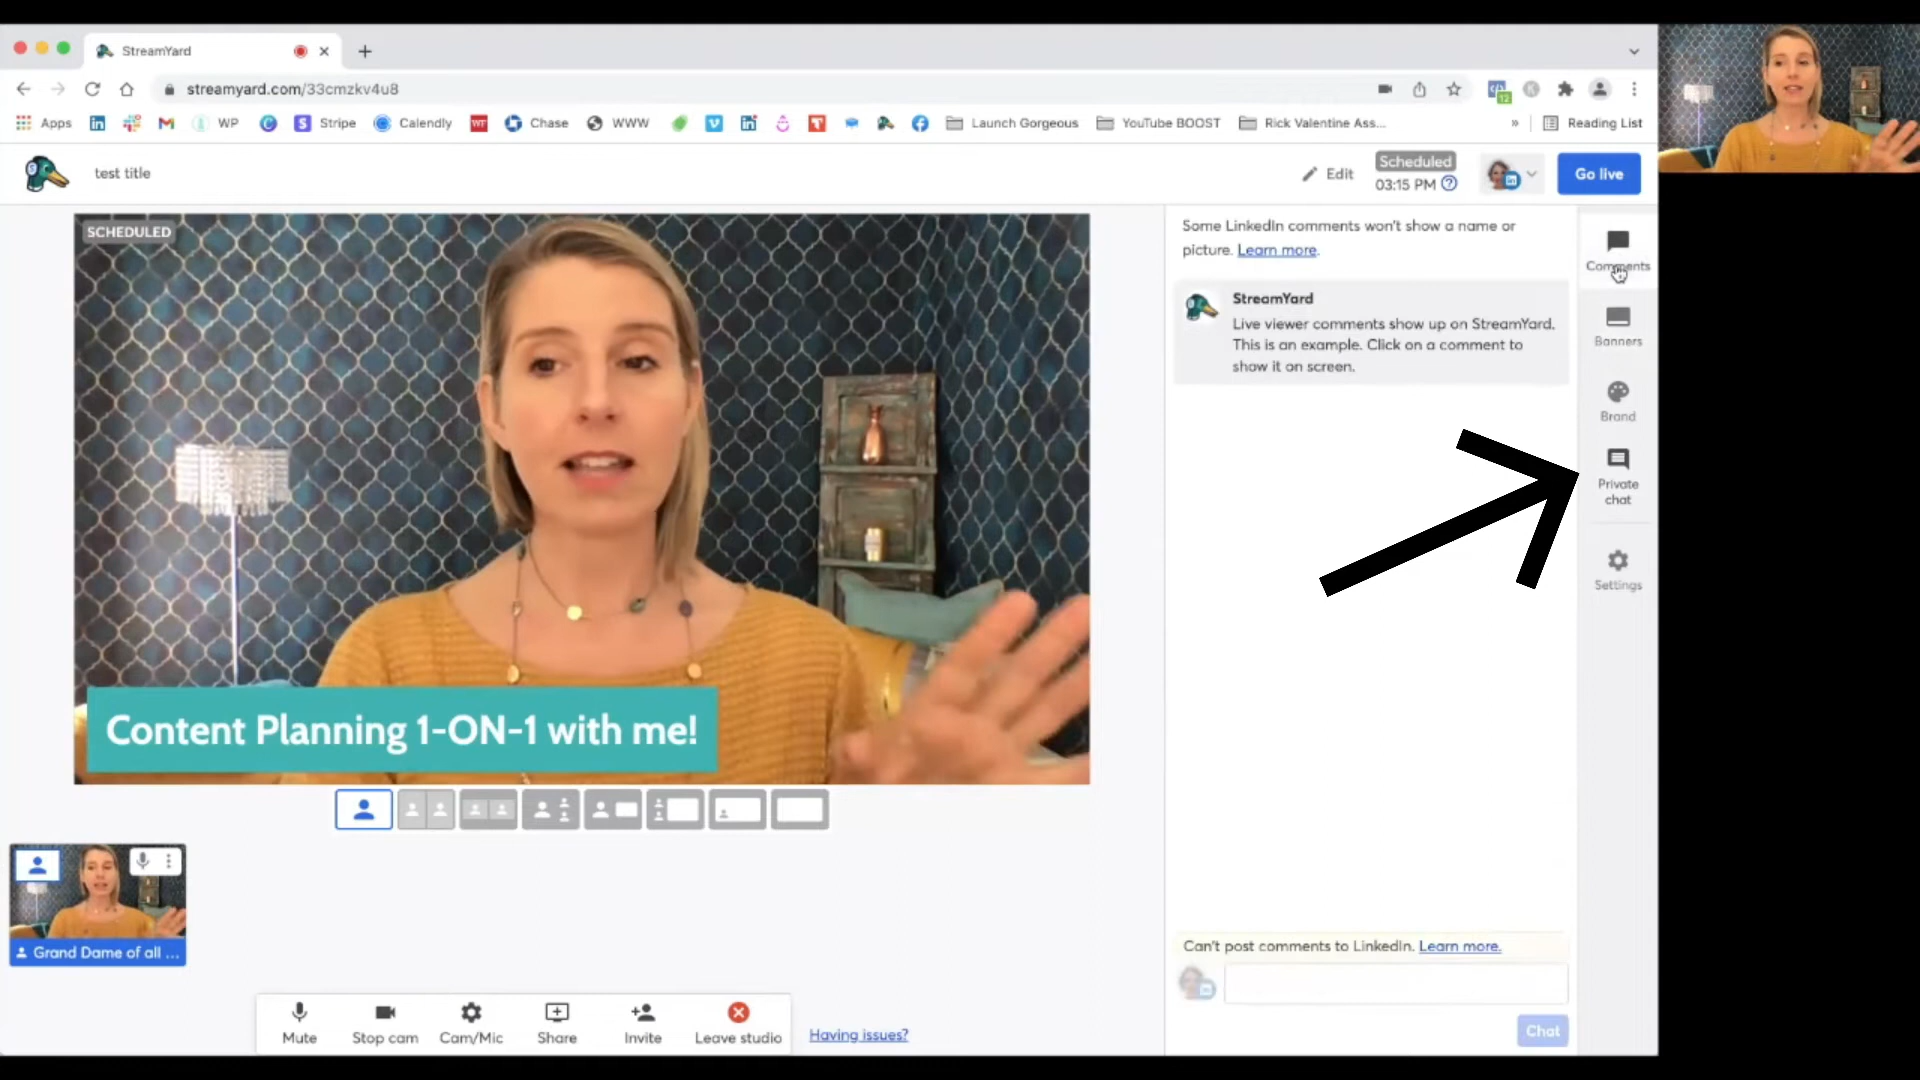 StreamYard
streamyard.com/33cmzkv4u8
12
Apps
WP
Stripe
Calendly
WT
Chase
WWW
Launch Gorgeous
YouTube BOOST
Rick Valentine Ass...
»
Reading List
test title
Edit
Scheduled
03:15 PM
Go live
SCHEDULED
Content Planning 1-ON-1 with me!
Some LinkedIn comments won't show a name or
picture. Learn more.
StreamYard
Live viewer comments show up on StreamYard.
This is an example. Click on a comment to
show it on screen.
Comments
Banners
Brand
Private
chat
Settings
Grand Dame of all ...
Can't post comments to LinkedIn. Learn more.
Chat
Mute
Stop cam
Cam/Mic
Share
Invite
Leave studio
Having issues?